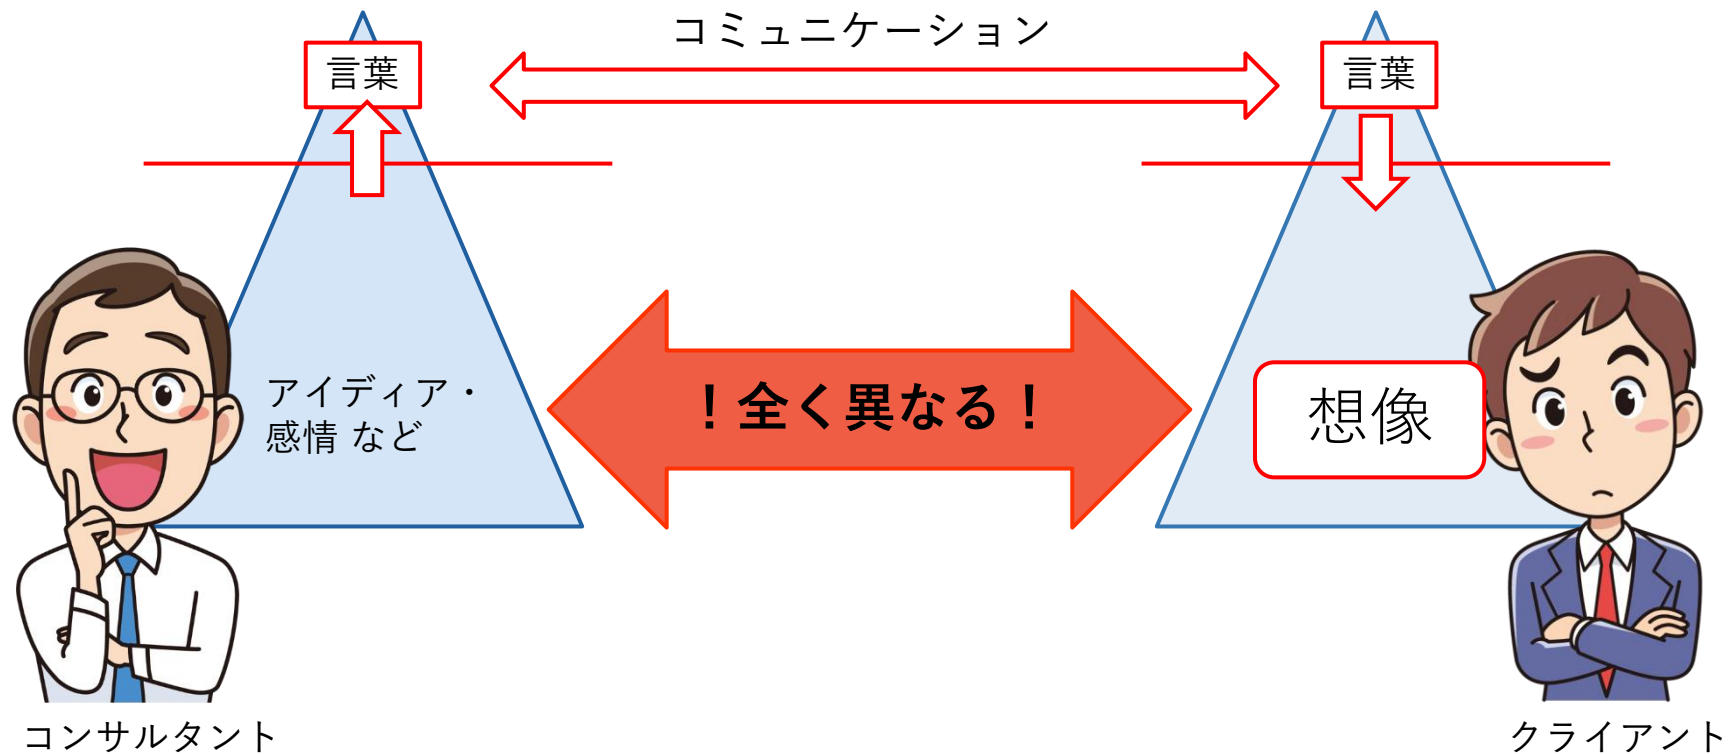 コミュニケーション
言葉
言葉
アイディア・
感情 など
！全く異なる！
想像
コンサルタント
クライアント